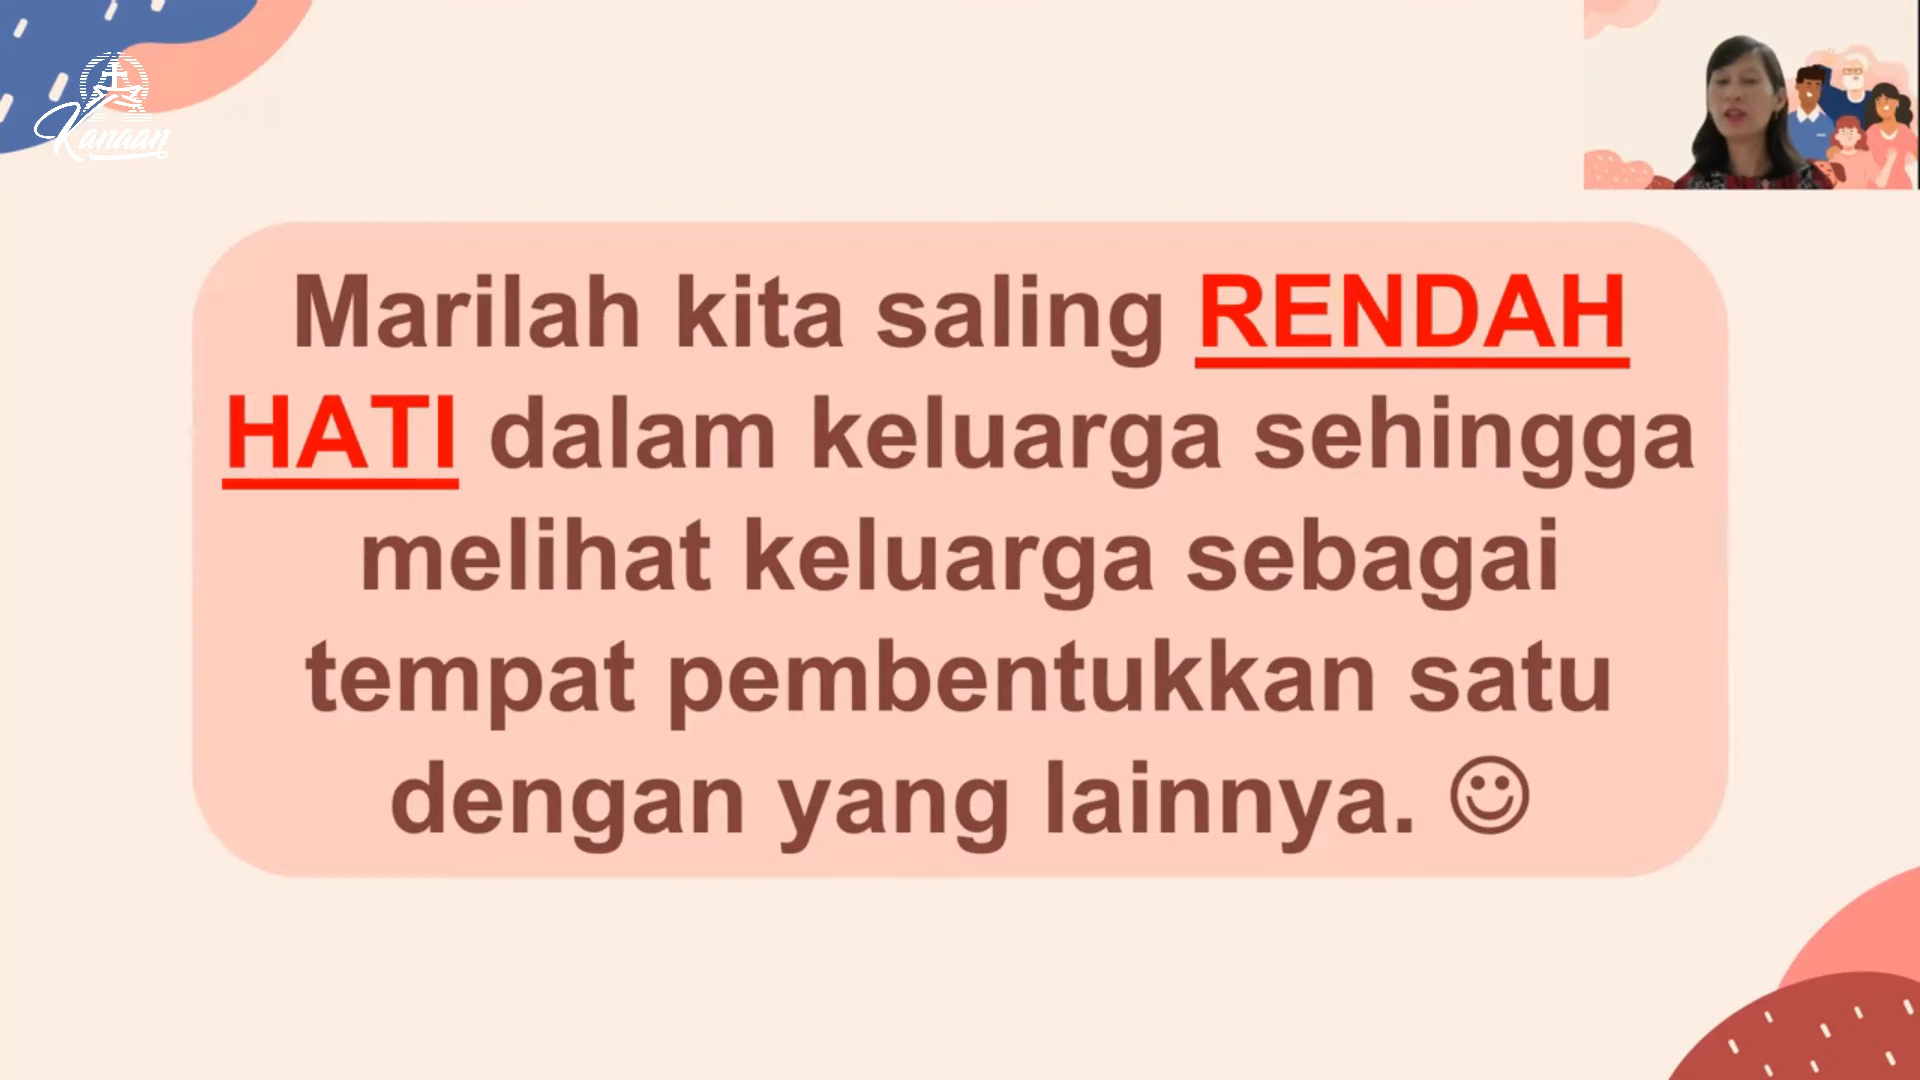 Kanaan
Marilah kita saling RENDAH
HATI dalam keluarga sehingga
melihat keluarga sebagai
tempat pembentukkan satu
dengan yang lainnya. ☺